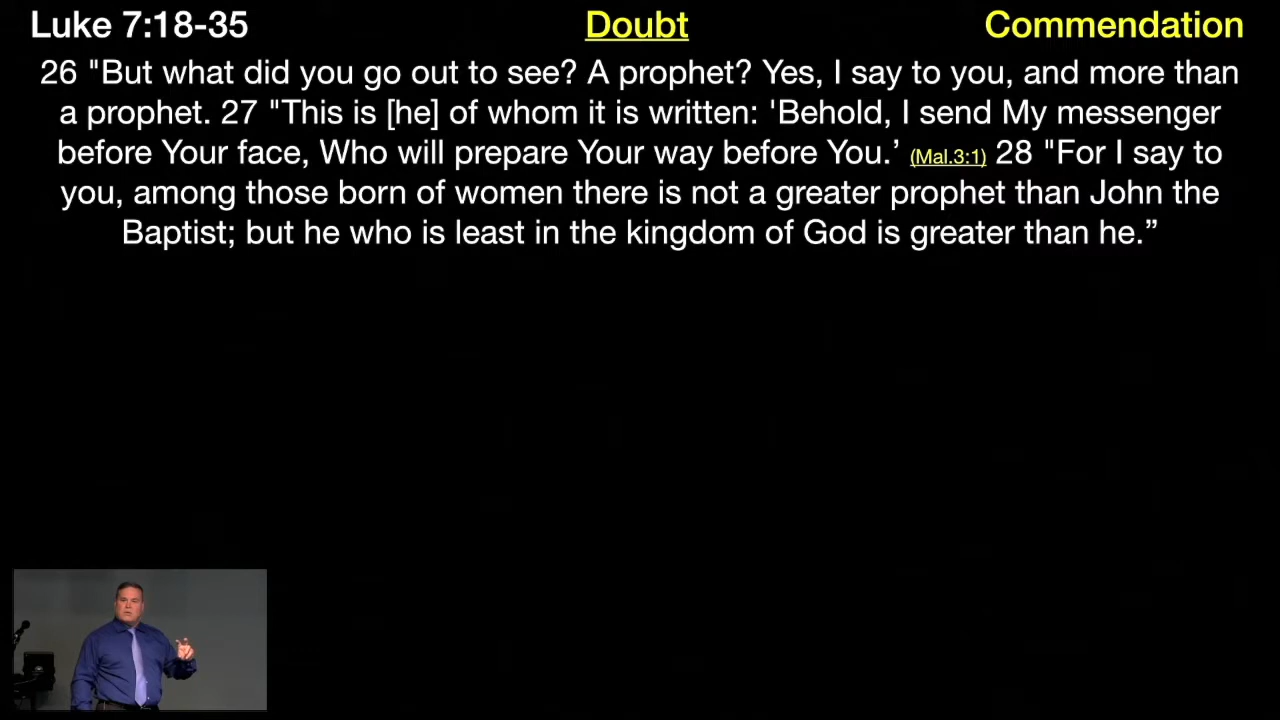 Luke 7:18-35 Doubt Commendation
26 "But what did you go out to see? A prophet? Yes, I say to you, and more than
a prophet. 27 "This is [he] of whom it is written: 'Behold, I send My messenger
before Your face, Who will prepare Your way before You.’ (Mal.3:1) 28 "For I say to
you, among those born of women there is not a greater prophet than John the
Baptist; but he who is least in the kingdom of God is greater than he.”